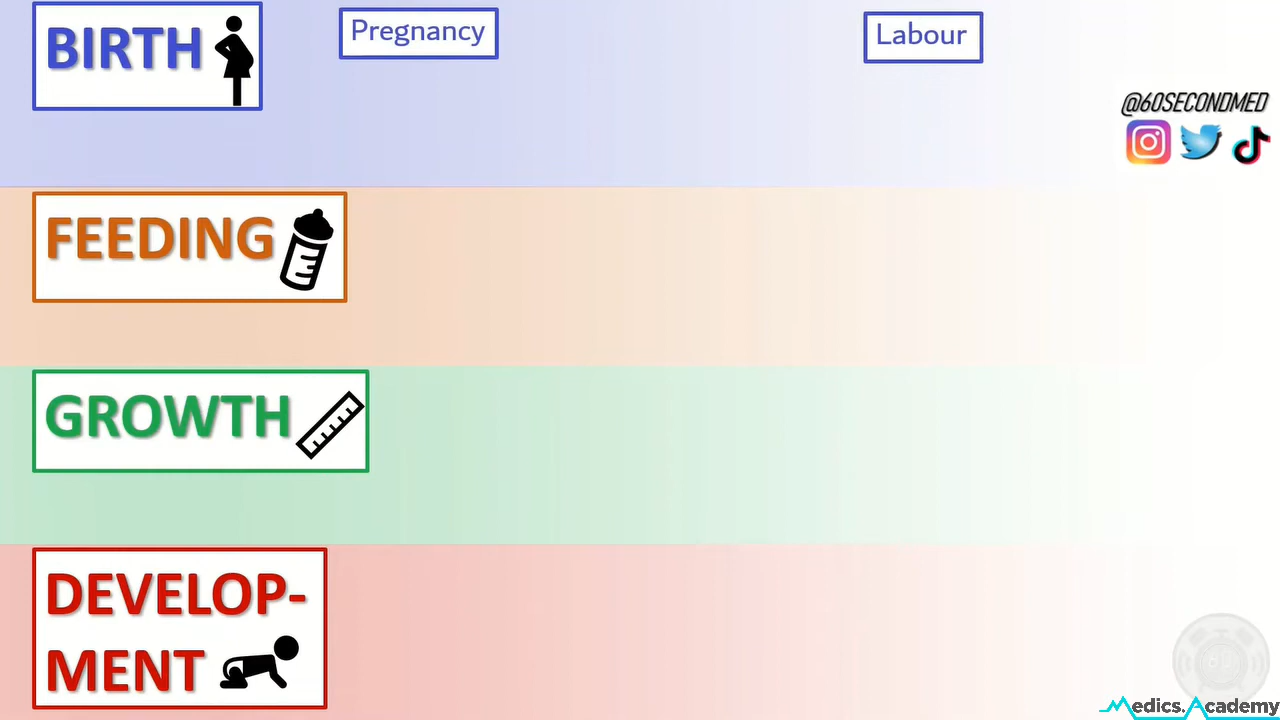 BIRTH
Pregnancy
Labour
@60SECONDMED
FEEDING
GROWTH
DEVELOP-
MENT
Medics.Academy